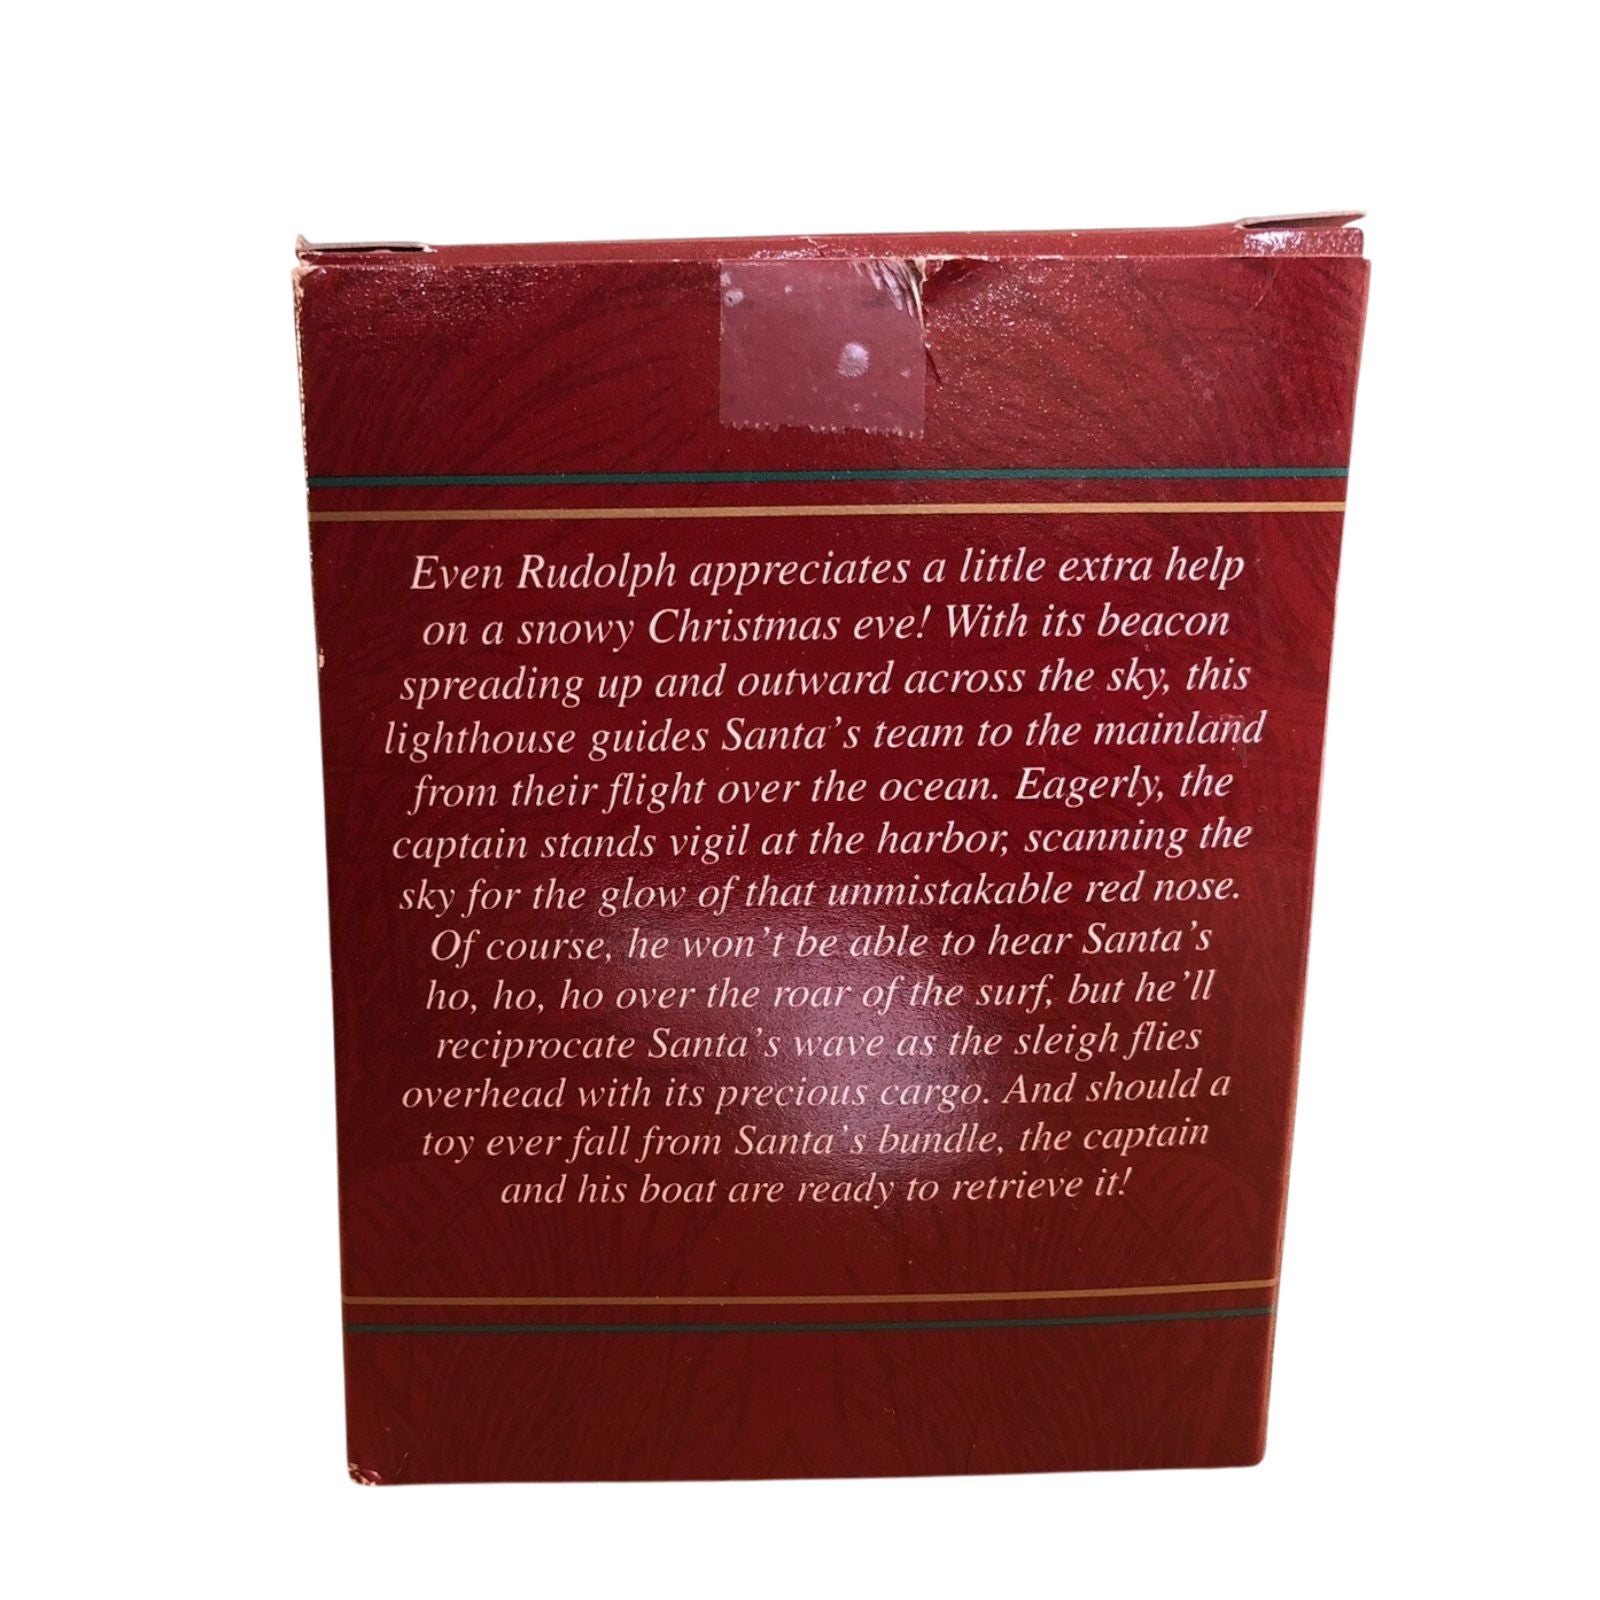 Even Rudolph appreciates a little extra help
on a snowy Christmas eve! With its beacon
spreading up and outward across the sky, this
lighthouse guides Santa's team to the mainland
from their flight over the ocean. Eagerly, the
captain stands vigil at the harbor, scanning the
sky for the glow of that unmistakable red nose.
Of course, he won't be able to hear Santa's
ho, ho, ho over the roar of the surf, but he'll
reciprocate Santa's wave as the sleigh flies
overhead with its precious cargo. And should a
toy ever fall from Santa's bundle, the captain
and his boat are ready to retrieve it!